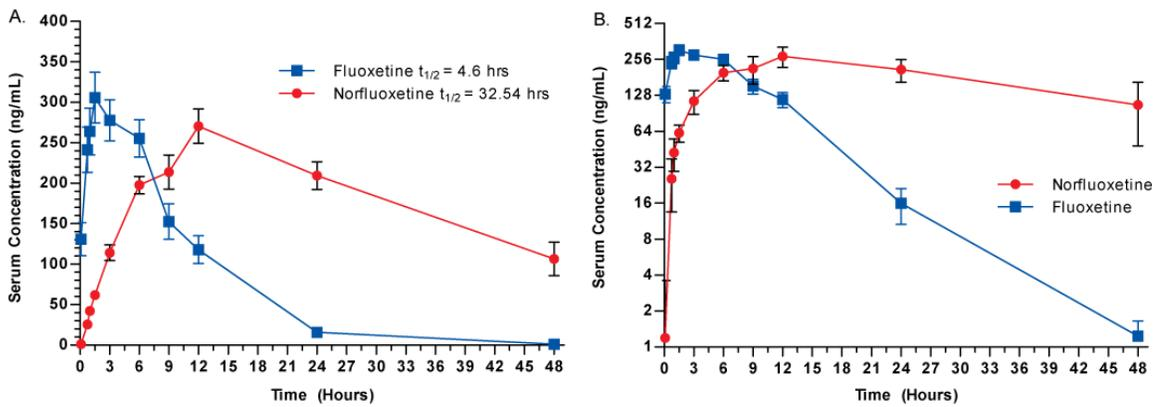 A.
400
350
300
250
200
150
100
50
0
Serum Concentration (ng/mL)
Fluoxetine t1/2 = 4.6 hrs
Norfluoxetine t1/2 = 32.54 hrs
0 3 6 9 12 15 18 21 24 27 30 33 36 39 42 45 48
Time (Hours)
B.
512
256
128
64
32
16
8
4
2
1
Serum Concentration (ng/mL)
Norfluoxetine
Fluoxetine
0 3 6 9 12 15 18 21 24 27 30 33 36 39 42 45 48
Time (Hours)